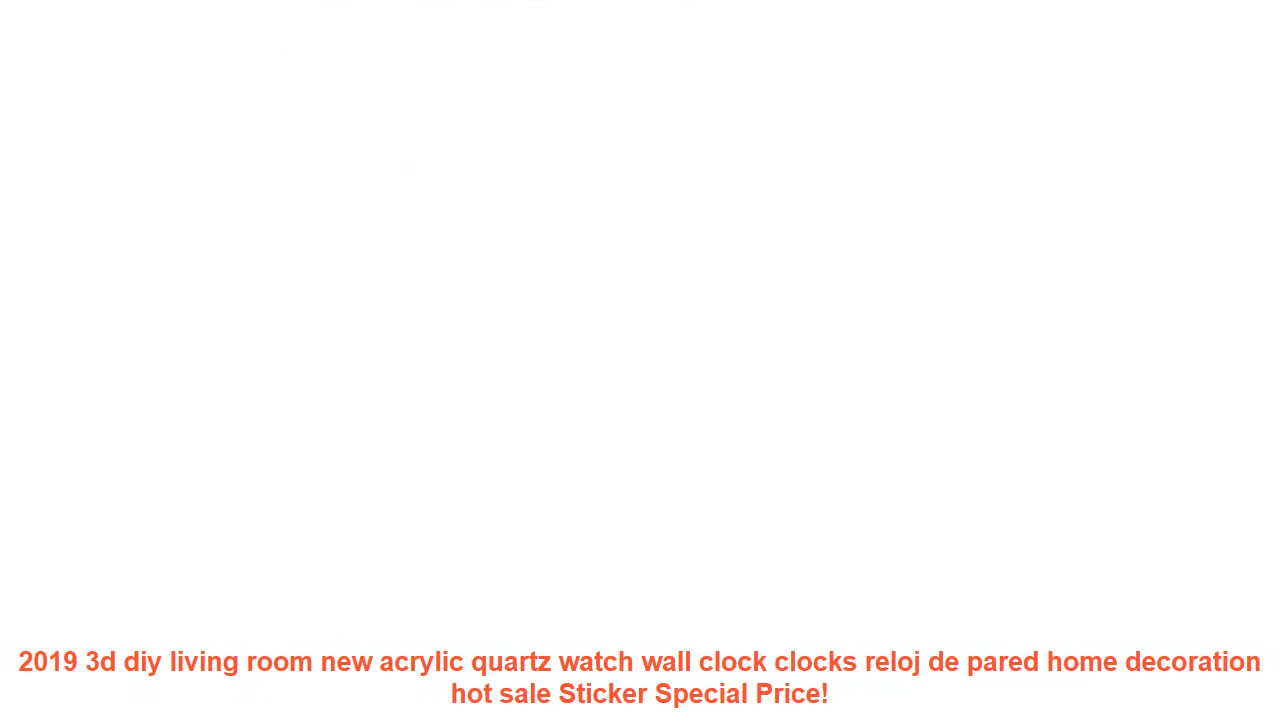 2019 3d diy living room new acrylic quartz watch wall clock clocks reloj de pared home decoration
hot sale Sticker Special Price!